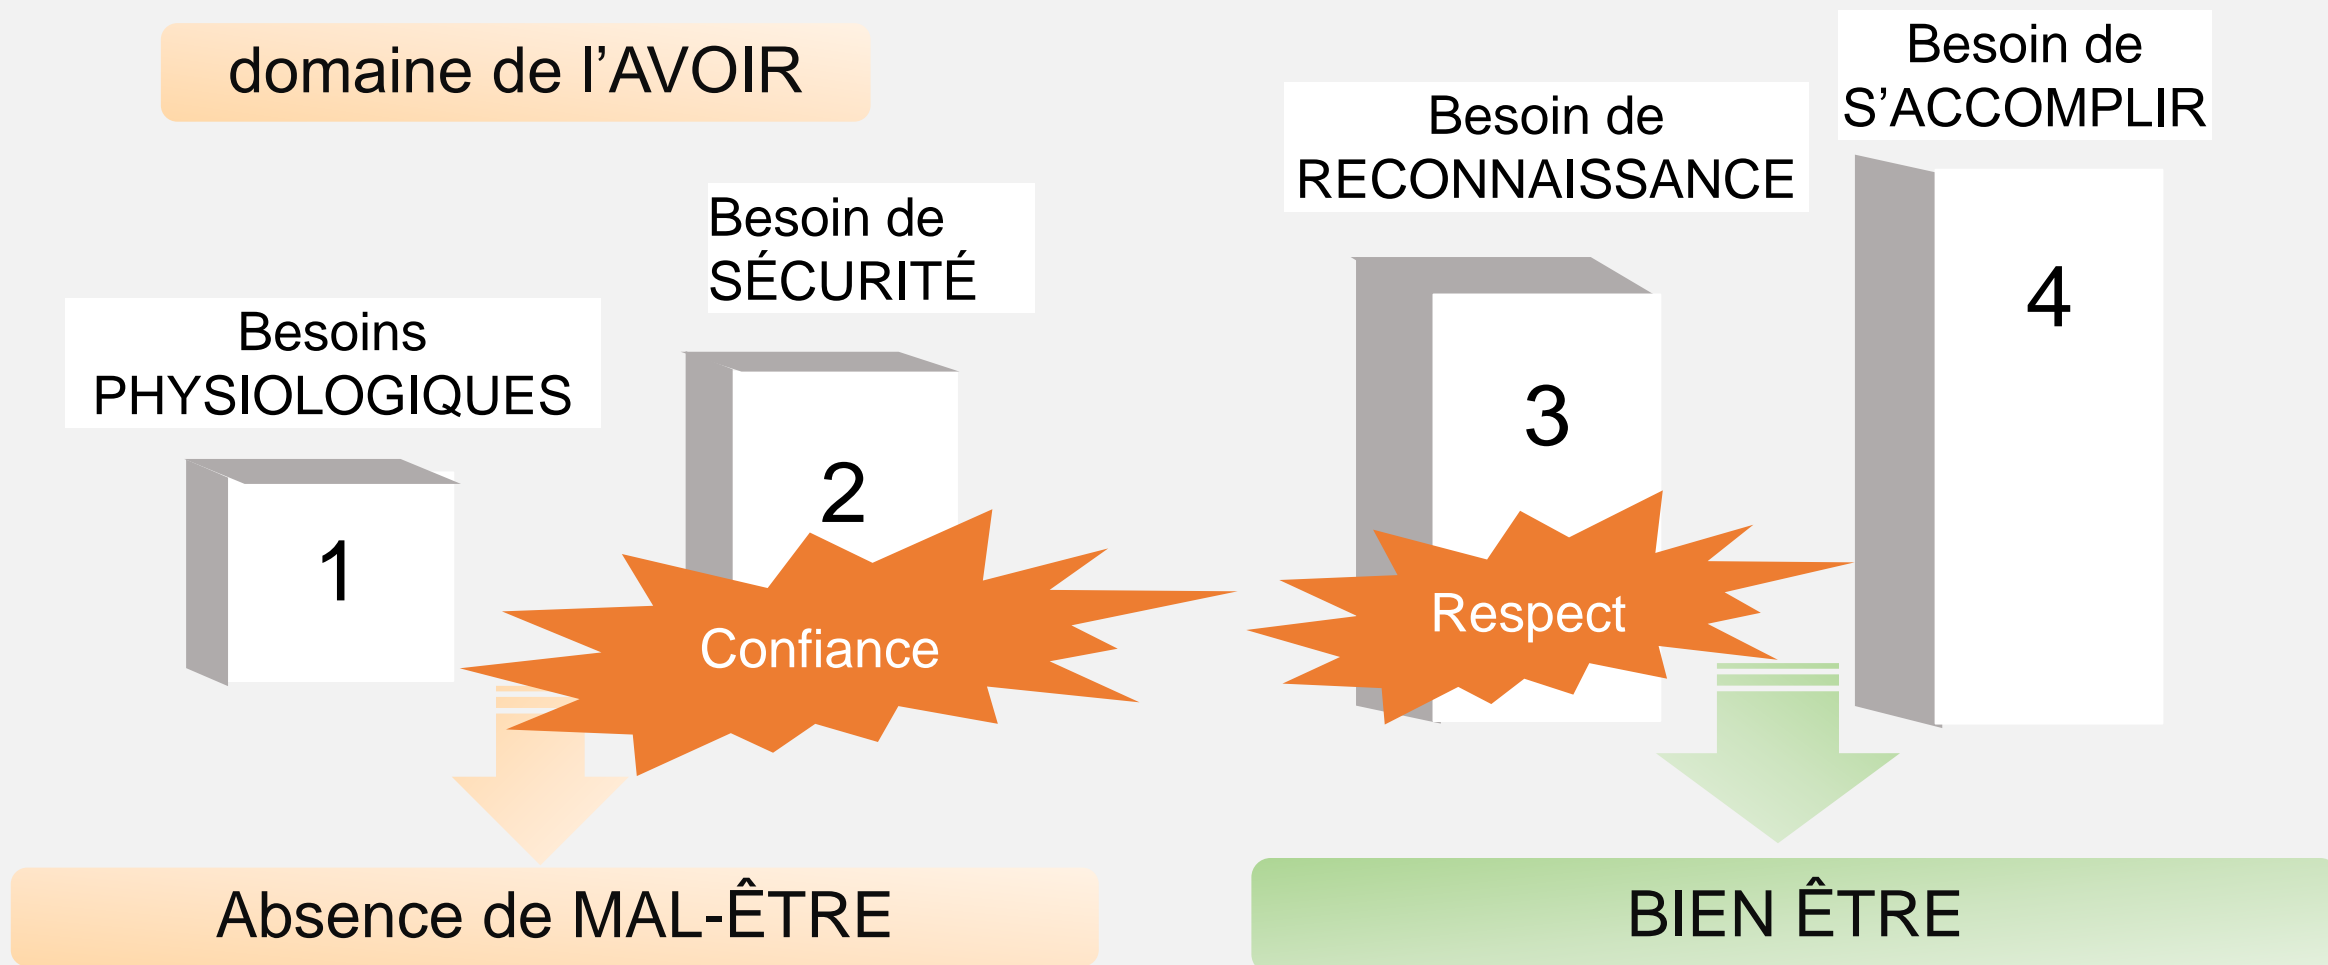 domaine de l’AVOIR
Besoins
PHYSIOLOGIQUES
1
Besoin de
SÉCURITÉ
2
Confiance
Absence de MAL-ÊTRE
Besoin de
RECONNAISSANCE
3
Respect
Besoin de
S’ACCOMPLIR
4
BIEN ÊTRE